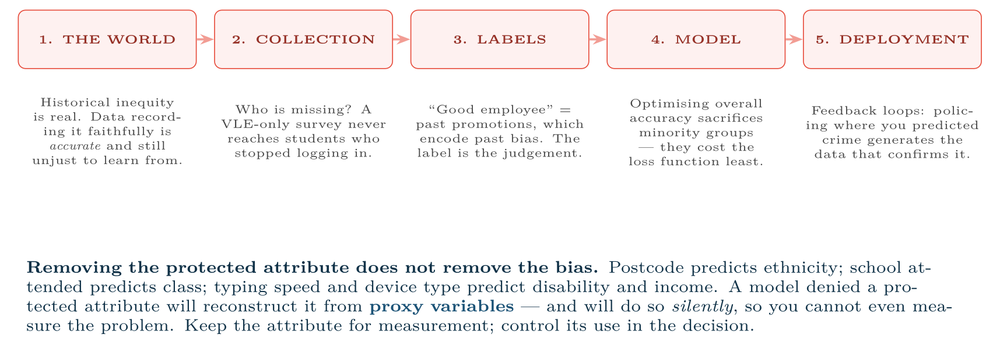 1. THE WORLD
2. COLLECTION
3. LABELS
4. MODEL
5. DEPLOYMENT
Historical inequity
is real. Data record-
ing it faithfully is
accurate and still
unjust to learn from.
Who is missing? A
VLE-only survey never
reaches students who
stopped logging in.
“Good employee” =
past promotions, which
encode past bias. The
label is the judgement.
Optimising overall
accuracy sacrifices
minority groups
— they cost the
loss function least.
Feedback loops: polic-
ing where you predicted
crime generates the
data that confirms it.
Removing the protected attribute does not remove the bias. Postcode predicts ethnicity; school at-
tended predicts class; typing speed and device type predict disability and income. A model denied a pro-
tected attribute will reconstruct it from proxy variables — and will do so silently, so you cannot even mea-
sure the problem. Keep the attribute for measurement; control its use in the decision.